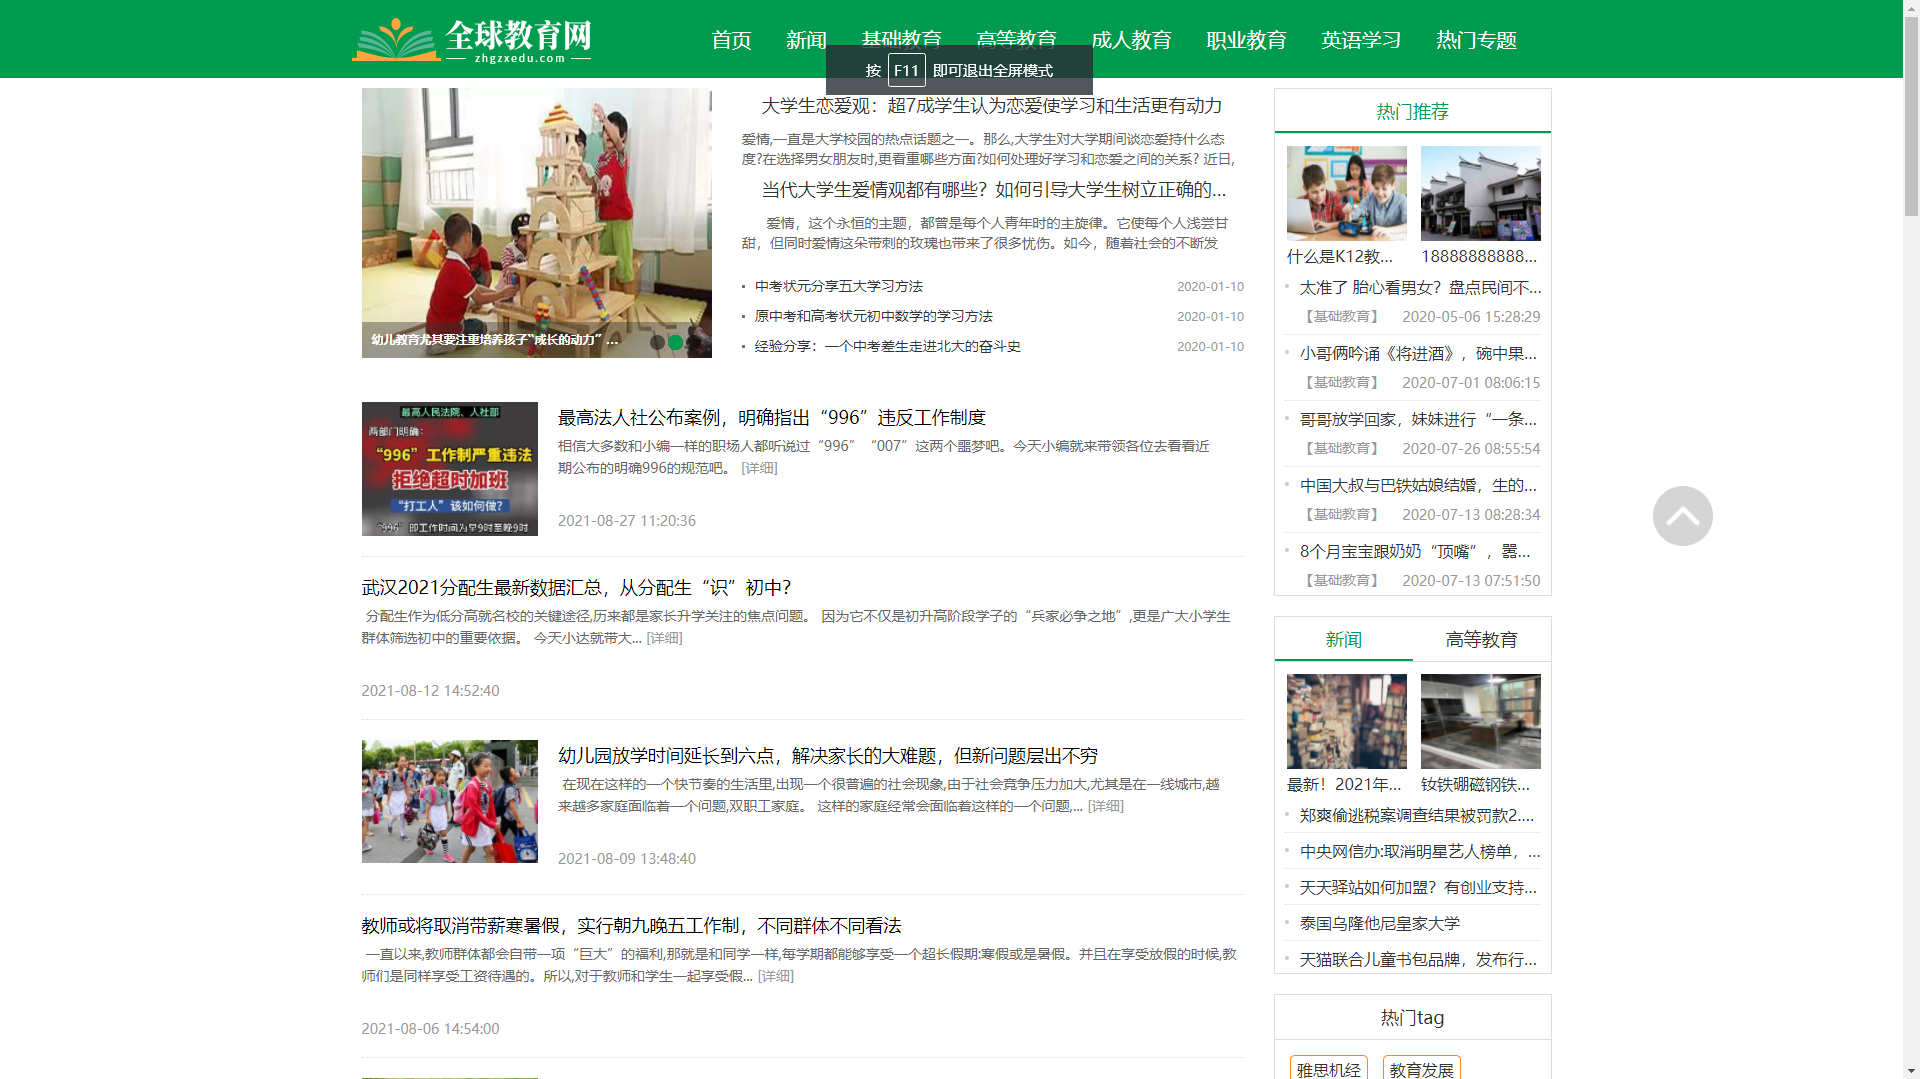 全球教育网
zhgzxedu.com
首页 新闻 基础教育 高等教育 成人教育 职业教育 英语学习 热门专题
按 F11 即可退出全屏模式
幼儿教育尤其要注重培养孩子“成长的动力” ...
大学生恋爱观：超7成学生认为恋爱使学习和生活更有动力
爱情,一直是大学校园的热点话题之一。那么,大学生对大学期间谈恋爱持什么态
度?在选择男女朋友时,更看重哪些方面?如何处理好学习和恋爱之间的关系? 近日,
当代大学生爱情观都有哪些？如何引导大学生树立正确的...
爱情，这个永恒的主题，都曾是每个人青年时的主旋律。它使每个人浅尝甘
甜，但同时爱情这朵带刺的玫瑰也带来了很多忧伤。如今，随着社会的不断发
中考状元分享五大学习方法 2020-01-10
原中考和高考状元初中数学的学习方法 2020-01-10
经验分享：一个中考差生走进北大的奋斗史 2020-01-10
最高人民法院、人社部
两部门明确：
“996”工作制严重违法
拒绝超时加班
“打工人”该如何做?
“996” 即工作时间为早9时至晚9时
最高法人社公布案例，明确指出“996”违反工作制度
相信大多数和小编一样的职场人都听说过“996” “007”这两个噩梦吧。今天小编就来带领各位去看看近
期公布的明确996的规范吧。 [详细]
2021-08-27 11:20:36
武汉2021分配生最新数据汇总，从分配生“识”初中？
分配生作为低分高就名校的关键途径,历来都是家长升学关注的焦点问题。 因为它不仅是初升高阶段学子的“兵家必争之地”,更是广大小学生
群体筛选初中的重要依据。 今天小达就带大... [详细]
2021-08-12 14:52:40
幼儿园放学时间延长到六点，解决家长的大难题，但新问题层出不穷
在现在这样的一个快节奏的生活里,出现一个很普遍的社会现象,由于社会竞争压力加大,尤其是在一线城市,越
来越多家庭面临着一个问题,双职工家庭。 这样的家庭经常会面临着这样的一个问题,... [详细]
2021-08-09 13:48:40
教师或将取消带薪寒暑假，实行朝九晚五工作制，不同群体不同看法
一直以来,教师群体都会自带一项“巨大”的福利,那就是和同学一样,每学期都能够享受一个超长假期:寒假或是暑假。并且在享受放假的时候,教
师们是同样享受工资待遇的。所以,对于教师和学生一起享受假... [详细]
2021-08-06 14:54:00
热门推荐
什么是K12教... 18888888888...
太准了 胎心看男女？盘点民间不...
【基础教育】 2020-05-06 15:28:29
小哥俩吟诵《将进酒》，碗中果...
【基础教育】 2020-07-01 08:06:15
哥哥放学回家，妹妹进行“一条...
【基础教育】 2020-07-26 08:55:54
中国大叔与巴铁姑娘结婚，生的...
【基础教育】 2020-07-13 08:28:34
8个月宝宝跟奶奶“顶嘴”，嚣...
【基础教育】 2020-07-13 07:51:50
新闻 高等教育
最新！2021年... 钕铁硼磁钢铁...
郑爽偷逃税案调查结果被罚款2....
中央网信办:取消明星艺人榜单，...
天天驿站如何加盟？有创业支持...
泰国乌隆他尼皇家大学
天猫联合儿童书包品牌，发布行...
热门tag
雅思机经 教育发展